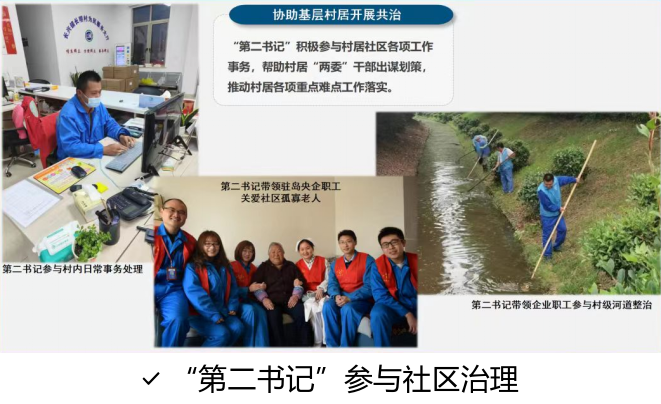 协助基层村居开展共治
“第二书记”积极参与村居社区各项工作
事务，帮助村居“两委”干部出谋划策，
推动村居各项重点难点工作落实。
第二书记带领驻岛央企职工
关爱社区孤寡老人
第二书记参与村内日常事务处理
第二书记带领企业职工参与村级河道整治
✓ “第二书记”参与社区治理